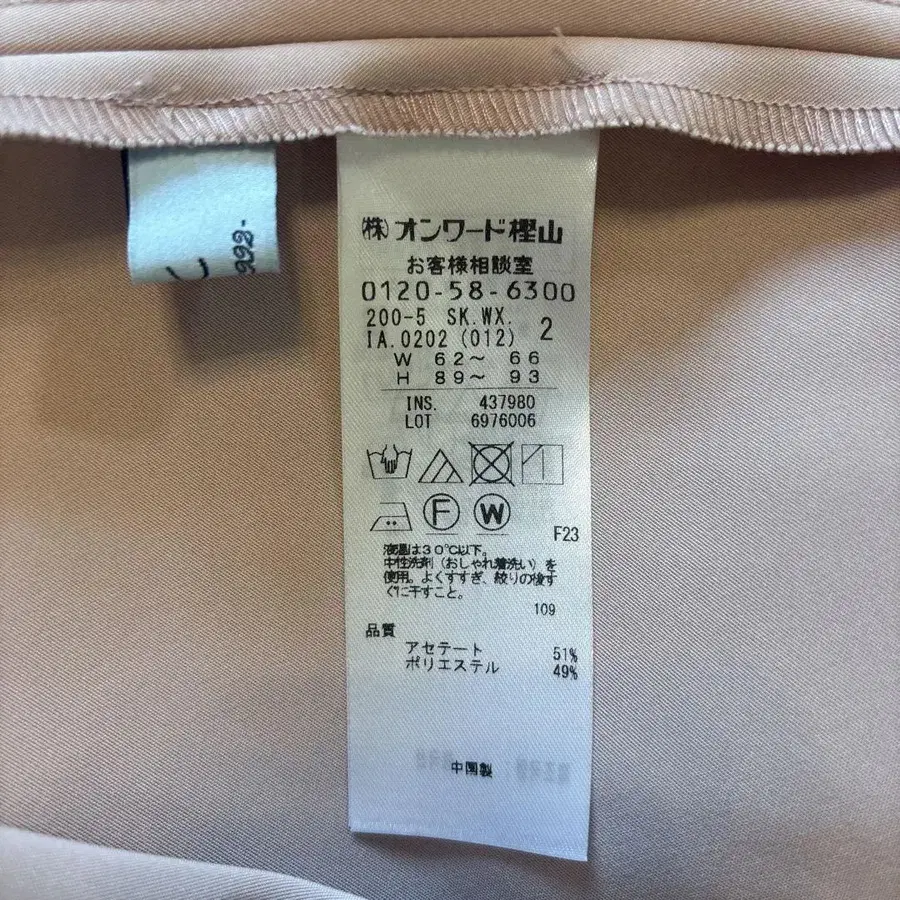 993-
(株)オンワード樫山
お客様相談室
0120-58-6300
200-5 SK.WX.
IA.0202(012) 2
W 62～ 66
H 89～ 93
INS. 437980
LOT 6976006
F W
F23
液温は30℃以下。
中性洗剤(おしゃれ着洗い)を
使用。よくすすぎ、絞りの後す
ぐに干すこと。
109
品質
アセテート 51%
ポリエステル 49%
中国製